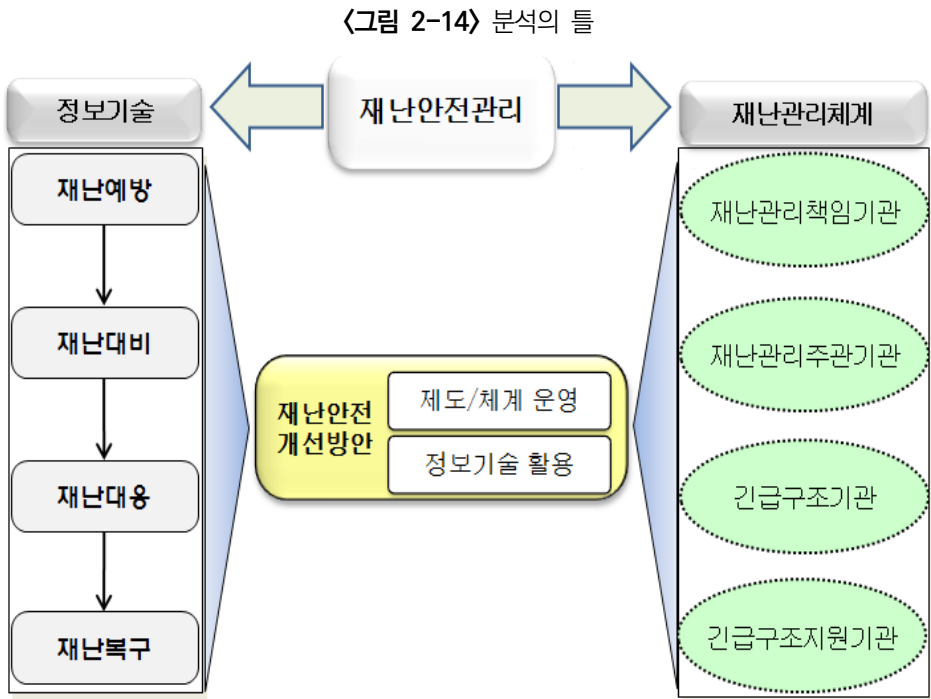 <그림 2-14> 분석의 틀
정보기술
재난안전관리
재난관리체계
재난예방
재난대비
재난대응
재난복구
재난안전
개선방안
제도/체계 운영
정보기술 활용
재난관리책임기관
재난관리주관기관
긴급구조기관
긴급구조지원기관